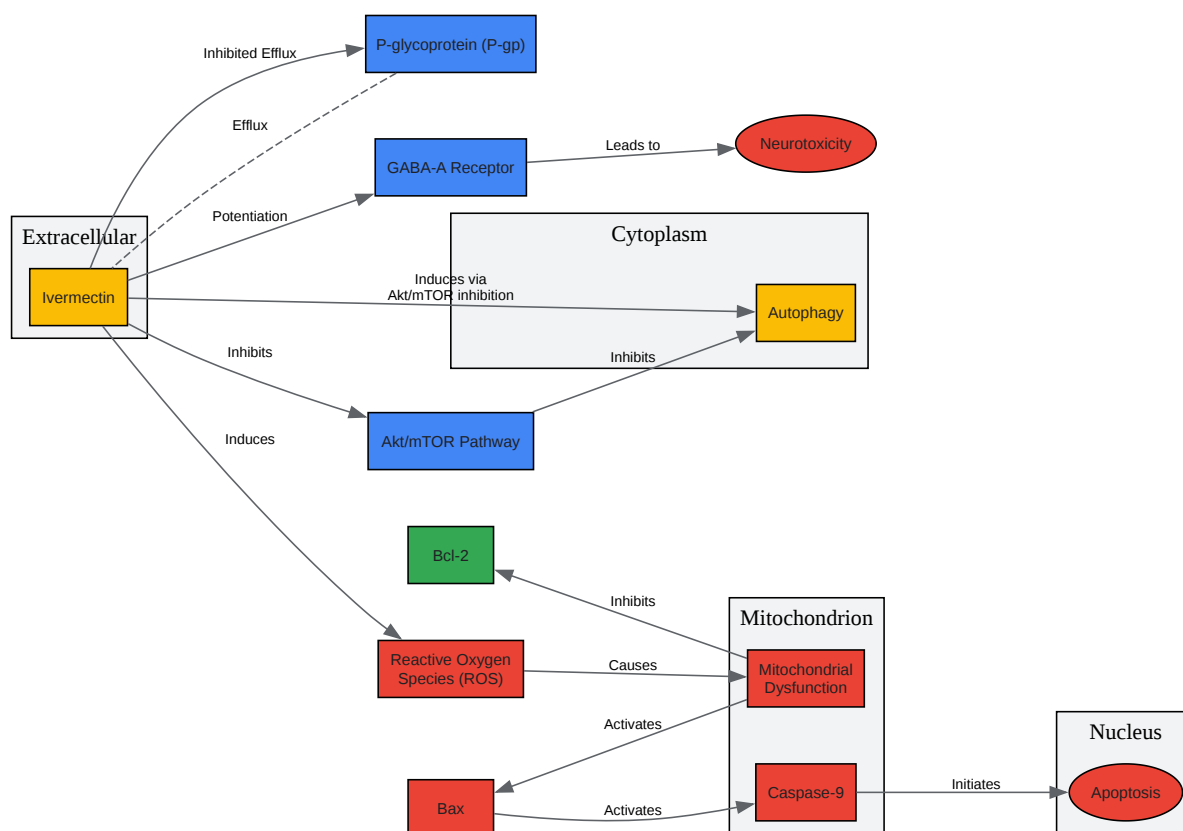 P-glycoprotein (P-gp)
Inhibited Efflux
Efflux
GABA-A Receptor
Leads to
Neurotoxicity
Potentiation
Extracellular
Ivermectin
Cytoplasm
Induces via
Akt/mTOR inhibition
Autophagy
Inhibits
Inhibits
Akt/mTOR Pathway
Induces
Bcl-2
Inhibits
Mitochondrion
Reactive Oxygen
Species (ROS)
Causes
Mitochondrial
Dysfunction
Activates
Nucleus
Bax
Activates
Caspase-9
Initiates
Apoptosis